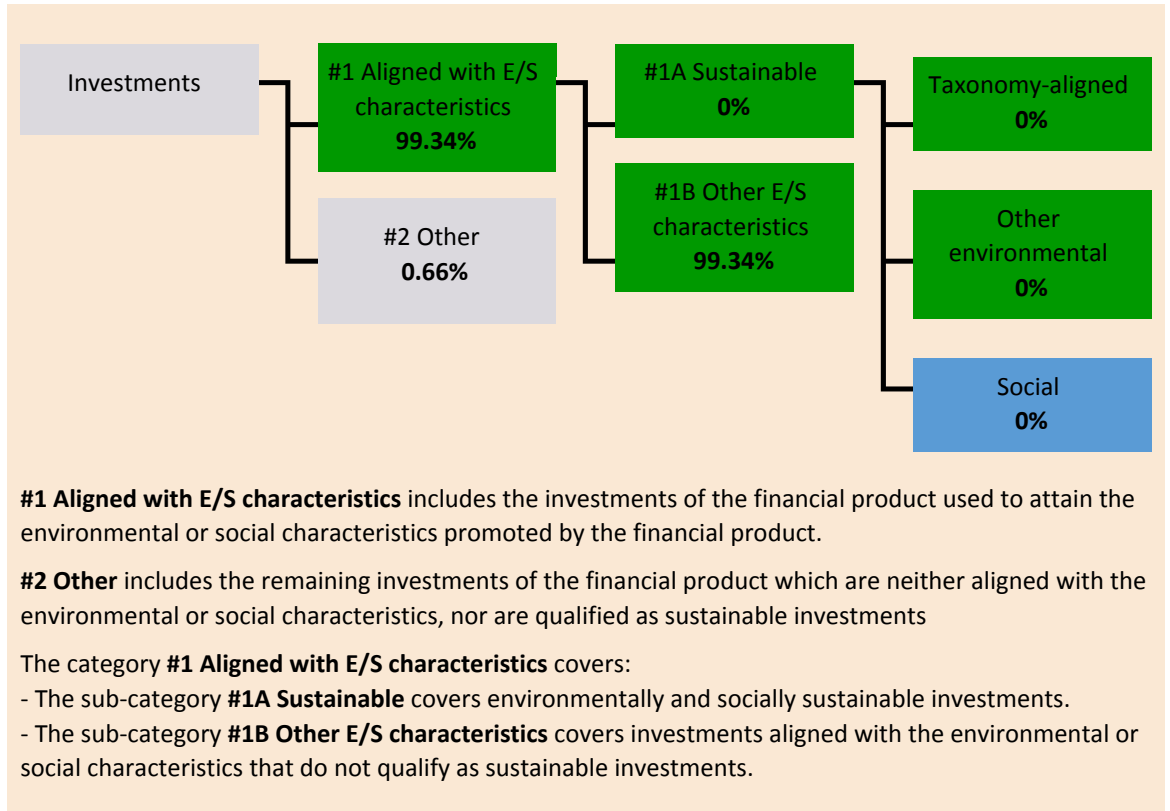 Investments
#1 Aligned with E/S
characteristics
99.34%
#2 Other
0.66%
#1A Sustainable
0%
#1B Other E/S
characteristics
99.34%
Taxonomy-aligned
0%
Other
environmental
0%
Social
0%
#1 Aligned with E/S characteristics includes the investments of the financial product used to attain the
environmental or social characteristics promoted by the financial product.
#2 Other includes the remaining investments of the financial product which are neither aligned with the
environmental or social characteristics, nor are qualified as sustainable investments
The category #1 Aligned with E/S characteristics covers:
- The sub-category #1A Sustainable covers environmentally and socially sustainable investments.
- The sub-category #1B Other E/S characteristics covers investments aligned with the environmental or
social characteristics that do not qualify as sustainable investments.